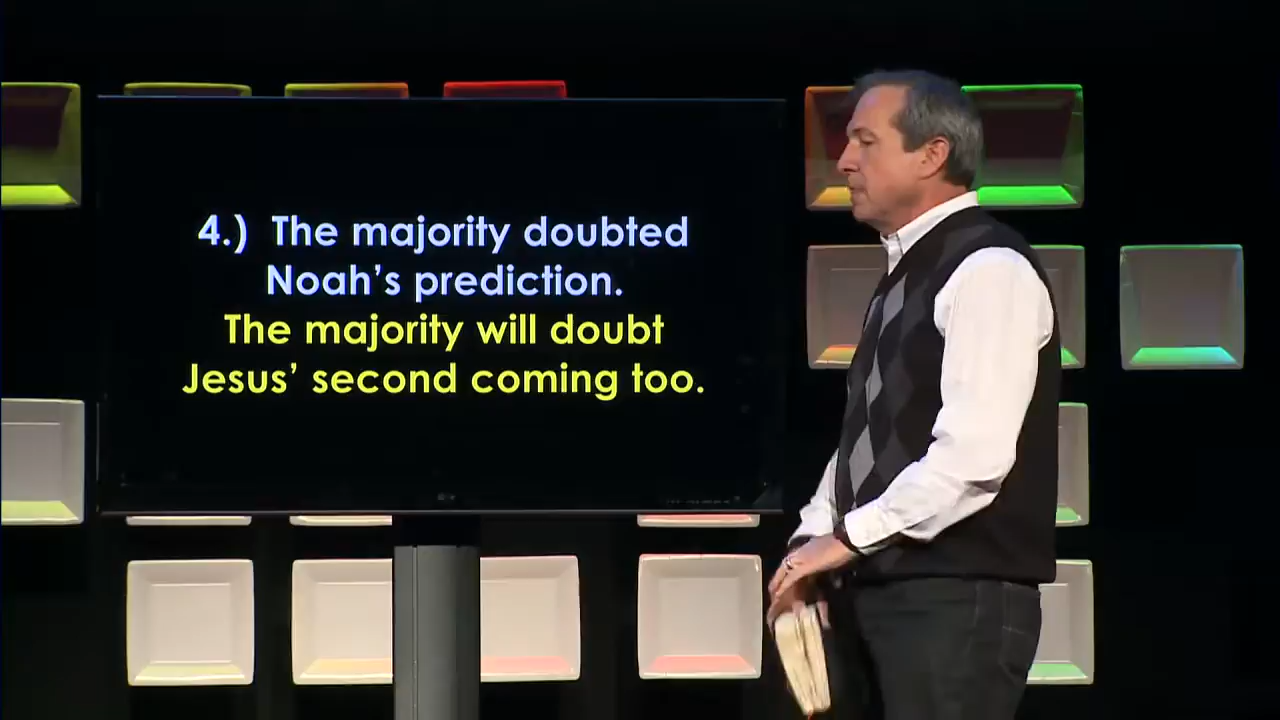 4.) The majority doubted
Noah's prediction.
The majority will doubt
Jesus' second coming too.